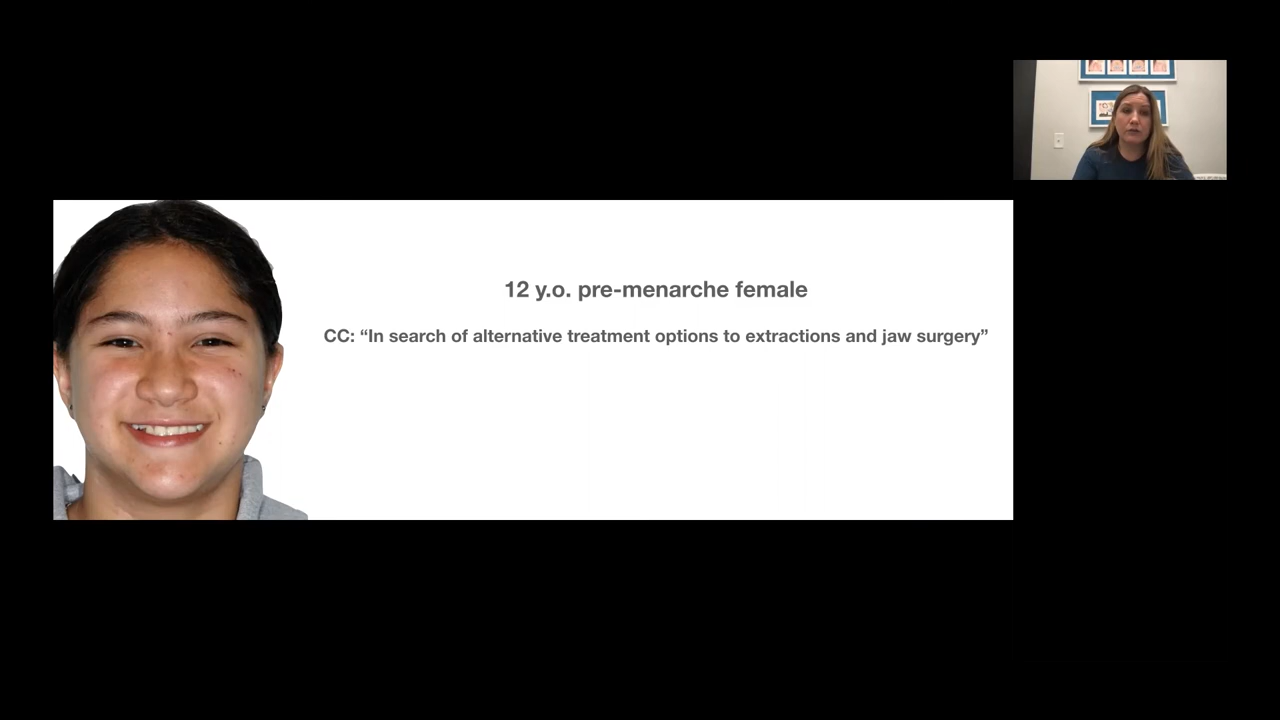 12 y.o. pre-menarche female
CC: “In search of alternative treatment options to extractions and jaw surgery”